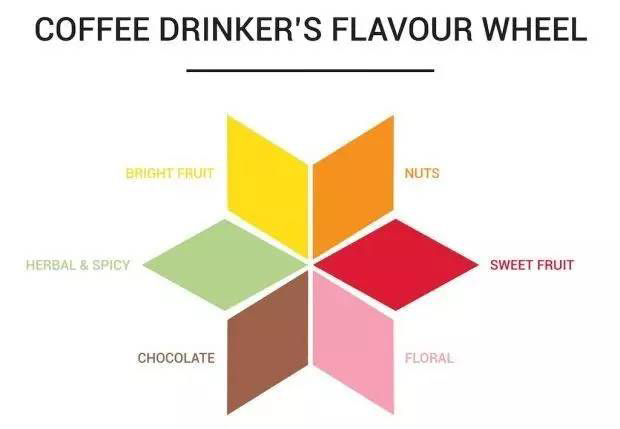 COFFEE DRINKER'S FLAVOUR WHEEL
BRIGHT FRUIT
NUTS
HERBAL & SPICY
SWEET FRUIT
CHOCOLATE
FLORAL